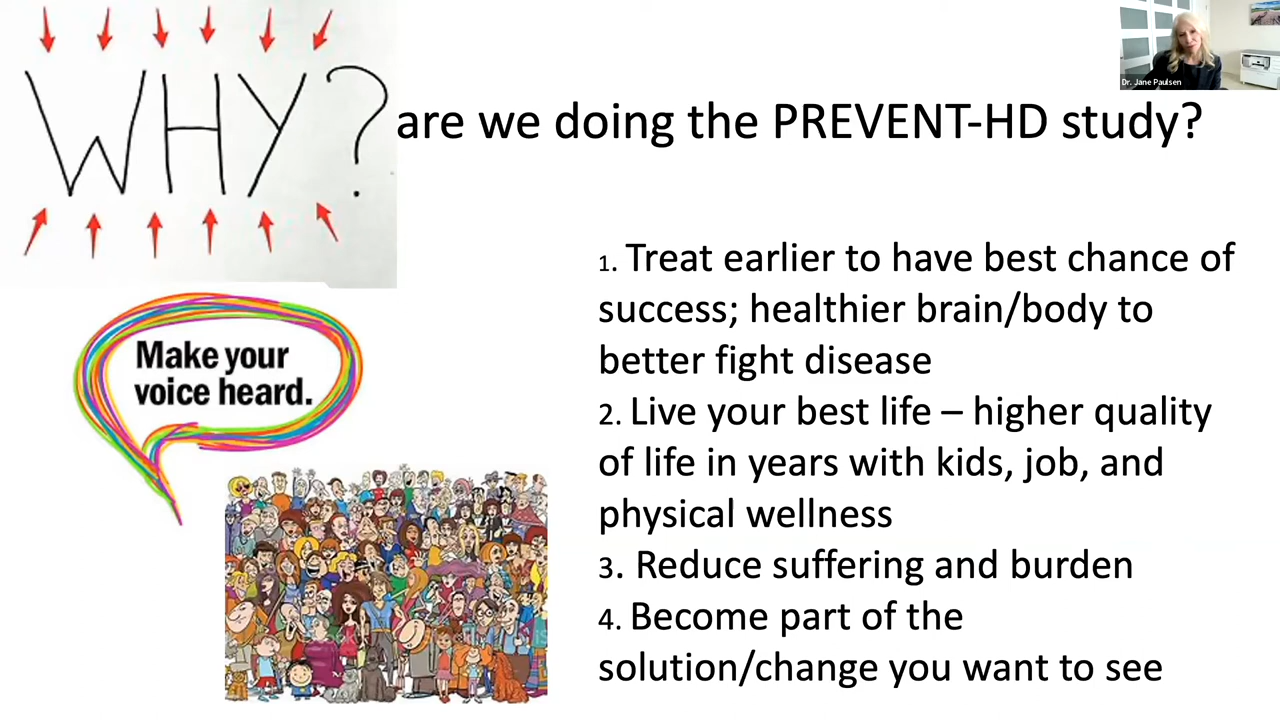 Dr. Jane Paulsen
WHY? are we doing the PREVENT-HD study?
1. Treat earlier to have best chance of
success; healthier brain/body to
better fight disease
2. Live your best life – higher quality
of life in years with kids, job, and
physical wellness
3. Reduce suffering and burden
4. Become part of the
solution/change you want to see
Make your
voice heard.